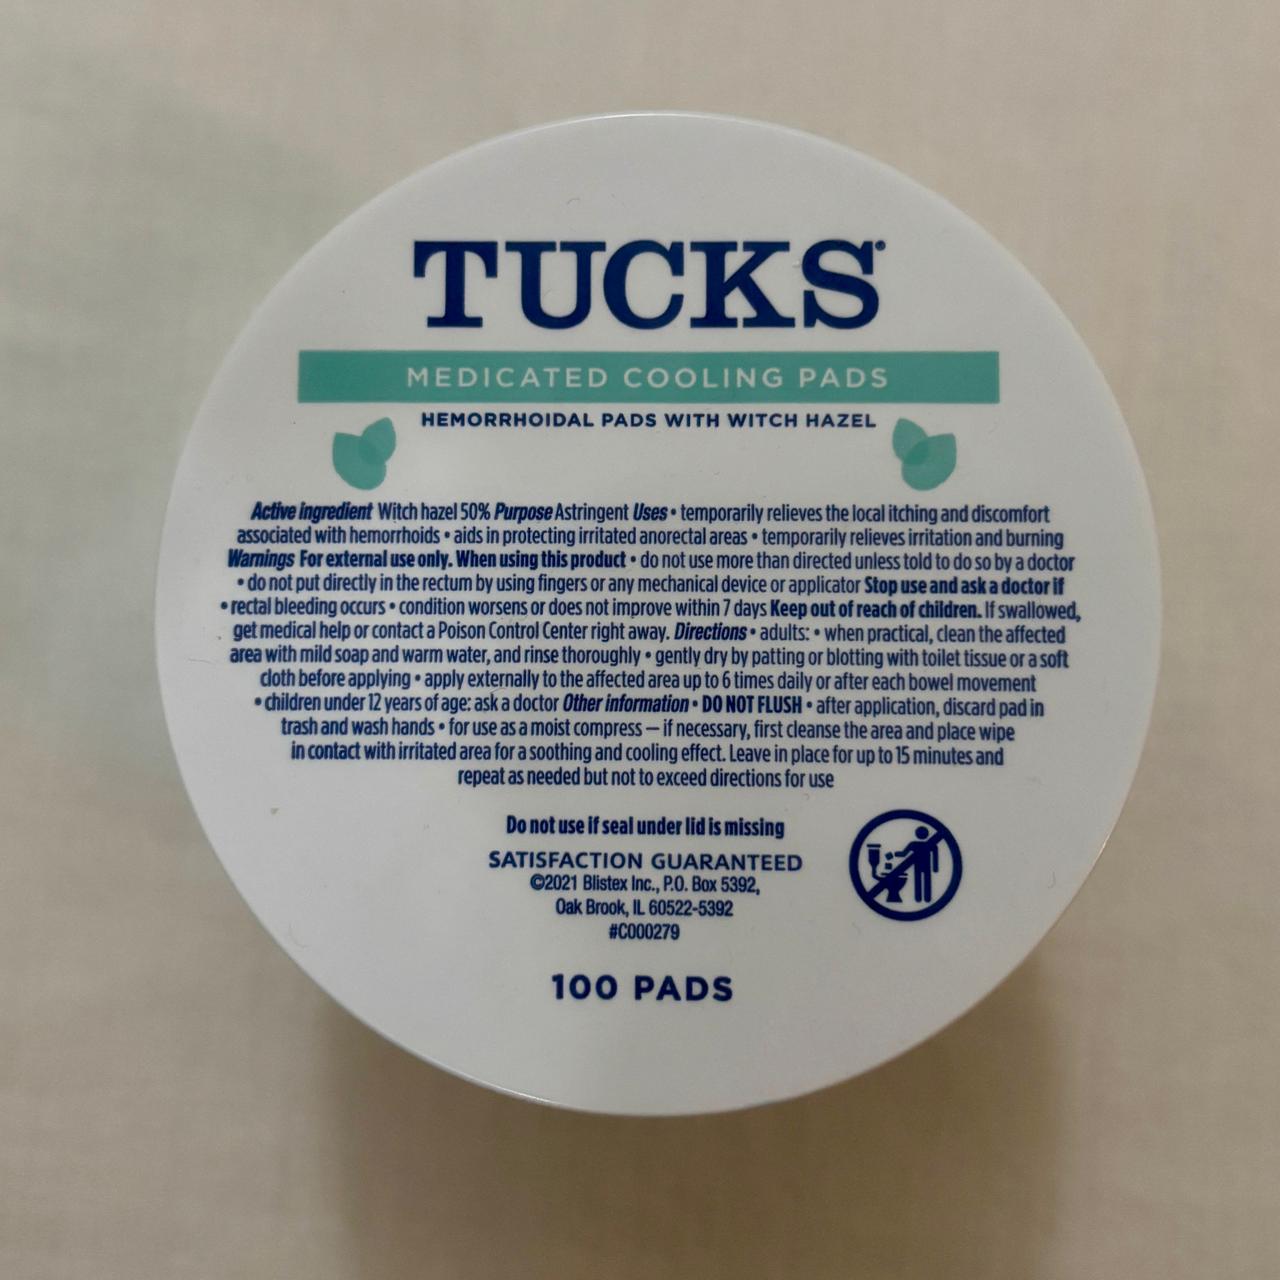 TUCKS®
MEDICATED COOLING PADS
HEMORRHOIDAL PADS WITH WITCH HAZEL
Active ingredient Witch hazel 50% Purpose Astringent Uses • temporarily relieves the local itching and discomfort
associated with hemorrhoids • aids in protecting irritated anorectal areas • temporarily relieves irritation and burning
Warnings For external use only. When using this product • do not use more than directed unless told to do so by a doctor
• do not put directly in the rectum by using fingers or any mechanical device or applicator Stop use and ask a doctor if
• rectal bleeding occurs • condition worsens or does not improve within 7 days Keep out of reach of children. If swallowed,
get medical help or contact a Poison Control Center right away. Directions • adults: • when practical, clean the affected
area with mild soap and warm water, and rinse thoroughly • gently dry by patting or blotting with toilet tissue or a soft
cloth before applying • apply externally to the affected area up to 6 times daily or after each bowel movement
• children under 12 years of age: ask a doctor Other information • DO NOT FLUSH • after application, discard pad in
trash and wash hands • for use as a moist compress — if necessary, first cleanse the area and place wipe
in contact with irritated area for a soothing and cooling effect. Leave in place for up to 15 minutes and
repeat as needed but not to exceed directions for use
Do not use if seal under lid is missing
SATISFACTION GUARANTEED
©2021 Blistex Inc., P.O. Box 5392,
Oak Brook, IL 60522-5392
#C000279
100 PADS